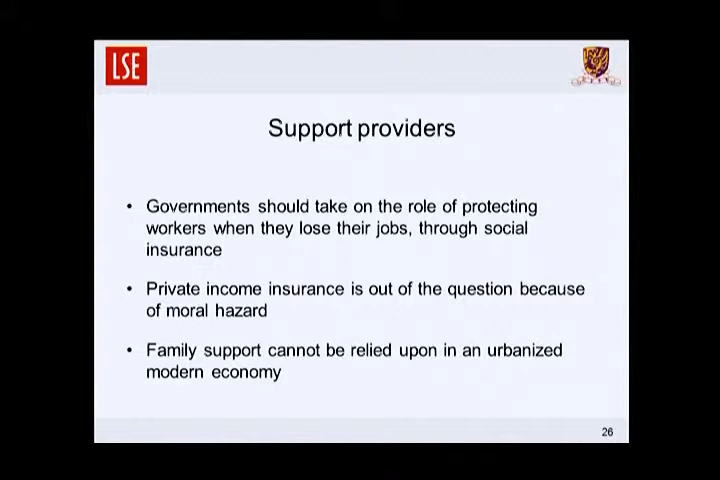 LSE
Support providers
• Governments should take on the role of protecting
workers when they lose their jobs, through social
insurance
• Private income insurance is out of the question because
of moral hazard
• Family support cannot be relied upon in an urbanized
modern economy
26